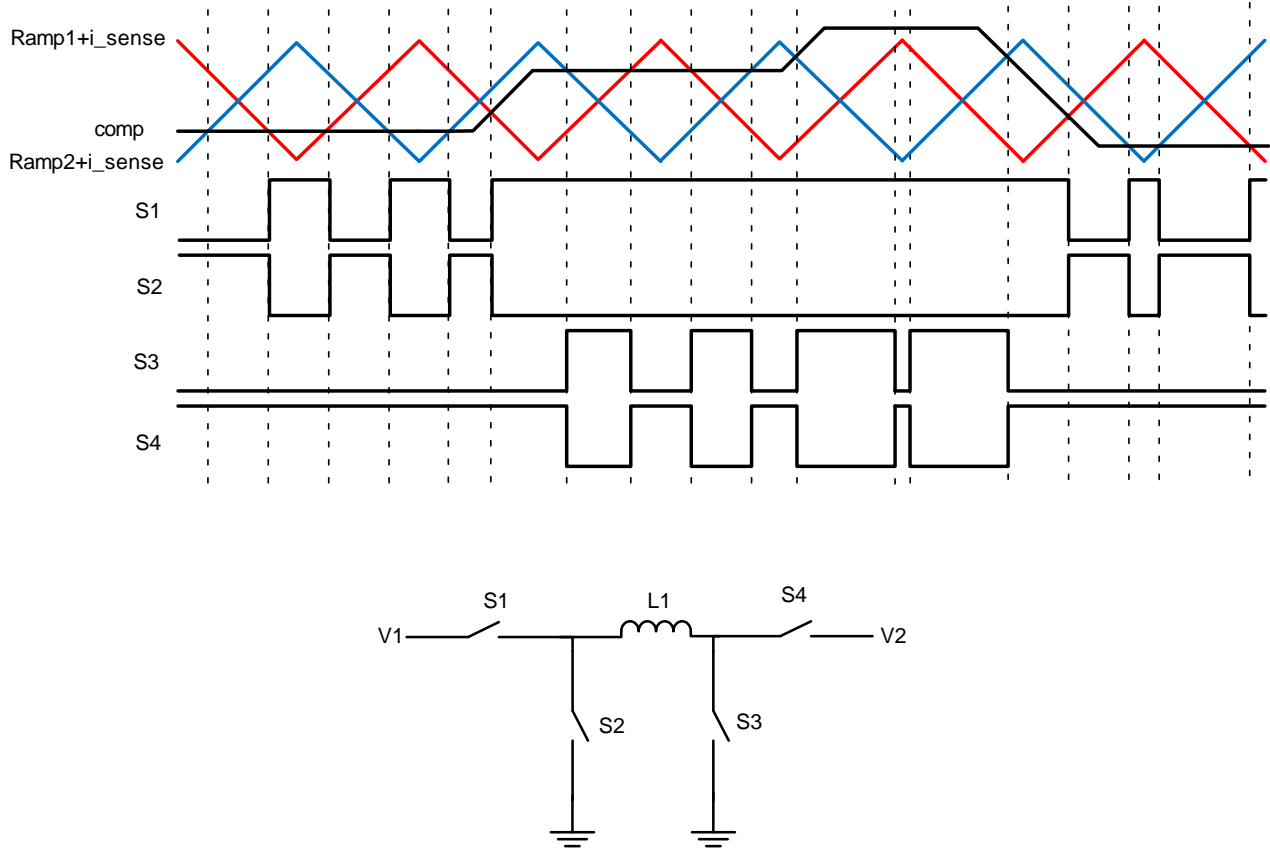 Ramp1+i_sense
comp
Ramp2+i_sense
S1
S2
S3
S4
S1
L1
S4
V1
V2
S2
S3